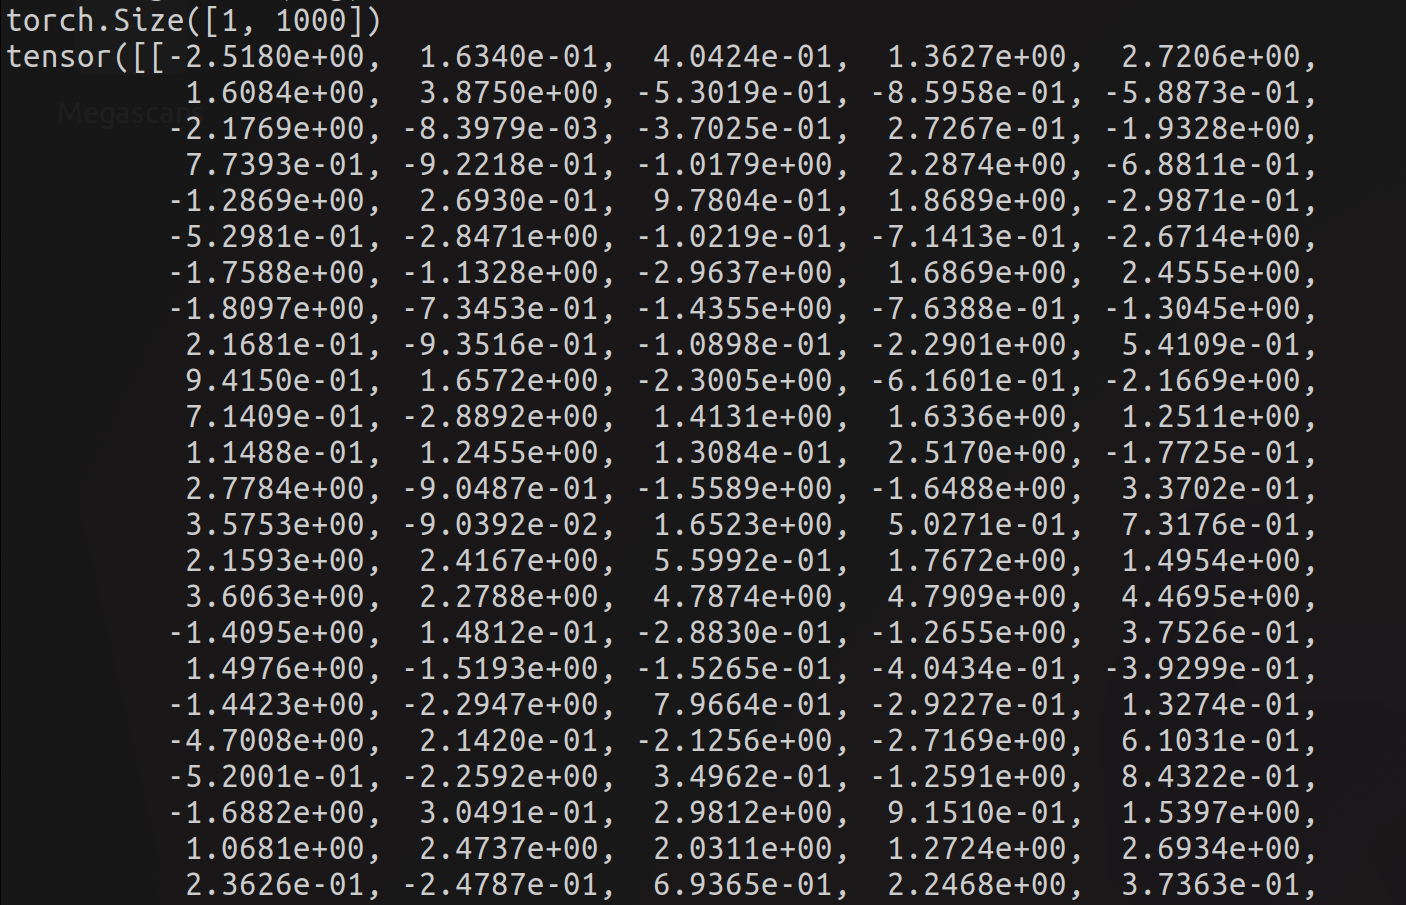 torch.Size([1, 1000])
tensor([[-2.5180e+00,  1.6340e-01,  4.0424e-01,  1.3627e+00,  2.7206e+00,
1.6084e+00,  3.8750e+00, -5.3019e-01, -8.5958e-01, -5.8873e-01,
Megascans
-2.1769e+00, -8.3979e-03, -3.7025e-01,  2.7267e-01, -1.9328e+00,
7.7393e-01, -9.2218e-01, -1.0179e+00,  2.2874e+00, -6.8811e-01,
-1.2869e+00,  2.6930e-01,  9.7804e-01,  1.8689e+00, -2.9871e-01,
-5.2981e-01, -2.8471e+00, -1.0219e-01, -7.1413e-01, -2.6714e+00,
-1.7588e+00, -1.1328e+00, -2.9637e+00,  1.6869e+00,  2.4555e+00,
-1.8097e+00, -7.3453e-01, -1.4355e+00, -7.6388e-01, -1.3045e+00,
2.1681e-01, -9.3516e-01, -1.0898e-01, -2.2901e+00,  5.4109e-01,
9.4150e-01,  1.6572e+00, -2.3005e+00, -6.1601e-01, -2.1669e+00,
7.1409e-01, -2.8892e+00,  1.4131e+00,  1.6336e+00,  1.2511e+00,
1.1488e-01,  1.2455e+00,  1.3084e-01,  2.5170e+00, -1.7725e-01,
2.7784e+00, -9.0487e-01, -1.5589e+00, -1.6488e+00,  3.3702e-01,
3.5753e+00, -9.0392e-02,  1.6523e+00,  5.0271e-01,  7.3176e-01,
2.1593e+00,  2.4167e+00,  5.5992e-01,  1.7672e+00,  1.4954e+00,
3.6063e+00,  2.2788e+00,  4.7874e+00,  4.7909e+00,  4.4695e+00,
-1.4095e+00,  1.4812e-01, -2.8830e-01, -1.2655e+00,  3.7526e-01,
1.4976e+00, -1.5193e+00, -1.5265e-01, -4.0434e-01, -3.9299e-01,
-1.4423e+00, -2.2947e+00,  7.9664e-01, -2.9227e-01,  1.3274e-01,
-4.7008e+00,  2.1420e-01, -2.1256e+00, -2.7169e+00,  6.1031e-01,
-5.2001e-01, -2.2592e+00,  3.4962e-01, -1.2591e+00,  8.4322e-01,
-1.6882e+00,  3.0491e-01,  2.9812e+00,  9.1510e-01,  1.5397e+00,
1.0681e+00,  2.4737e+00,  2.0311e+00,  1.2724e+00,  2.6934e+00,
2.3626e-01, -2.4787e-01,  6.9365e-01,  2.2468e+00,  3.7363e-01,